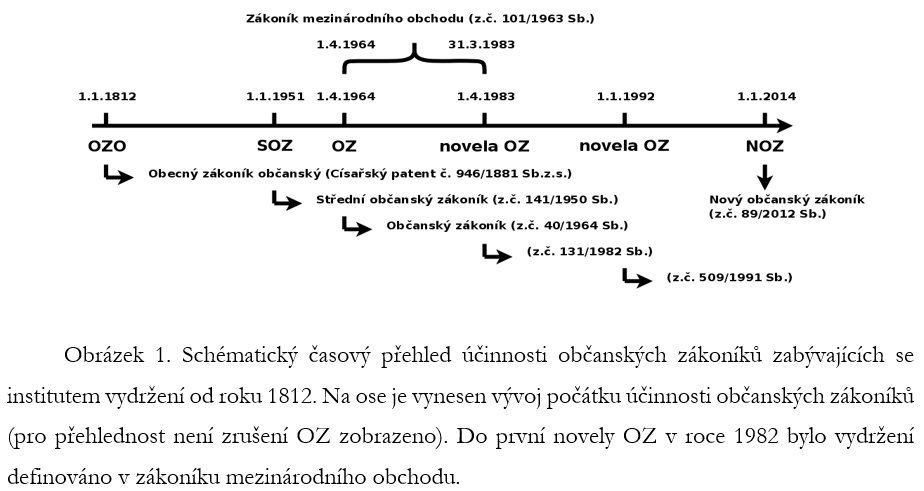 Zákoník mezinárodního obchodu (z.č. 101/1963 Sb.)
1.4.1964 31.3.1983
1.1.1812 1.1.1951 1.4.1964 1.4.1983 1.1.1992 1.1.2014
OZO SOZ OZ novela OZ novela OZ NOZ
Obecný zákoník občanský (Císařský patent č. 946/1881 Sb.z.s.)
Střední občanský zákoník (z.č. 141/1950 Sb.)
Nový občanský zákoník
(z.č. 89/2012 Sb.)
Občanský zákoník (z.č. 40/1964 Sb.)
(z.č. 131/1982 Sb.)
(z.č. 509/1991 Sb.)
Obrázek 1. Schématický časový přehled účinnosti občanských zákoníků zabývajících se
institutem vydržení od roku 1812. Na ose je vynesen vývoj počátku účinnosti občanských zákoníků
(pro přehlednost není zrušení OZ zobrazeno). Do první novely OZ v roce 1982 bylo vydržení
definováno v zákoníku mezinárodního obchodu.